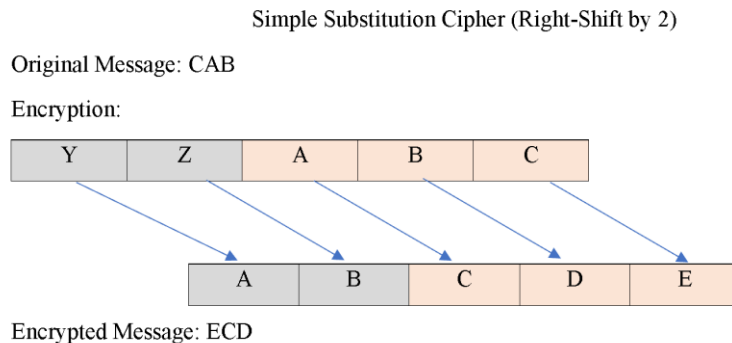 Simple Substitution Cipher (Right-Shift by 2)
Original Message: CAB
Encryption:
Y Z A B C
A B C D E
Encrypted Message: ECD